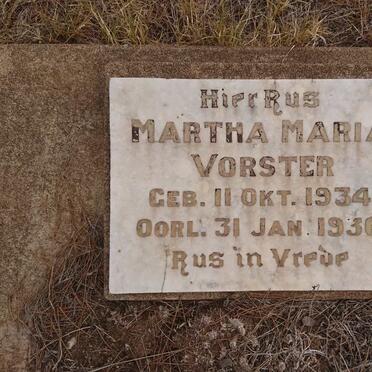 Hier Rus
MARTHA MARIA
VORSTER
GEB. 11 OKT. 1934
OORL. 31 JAN. 1936
Rus in Vrede